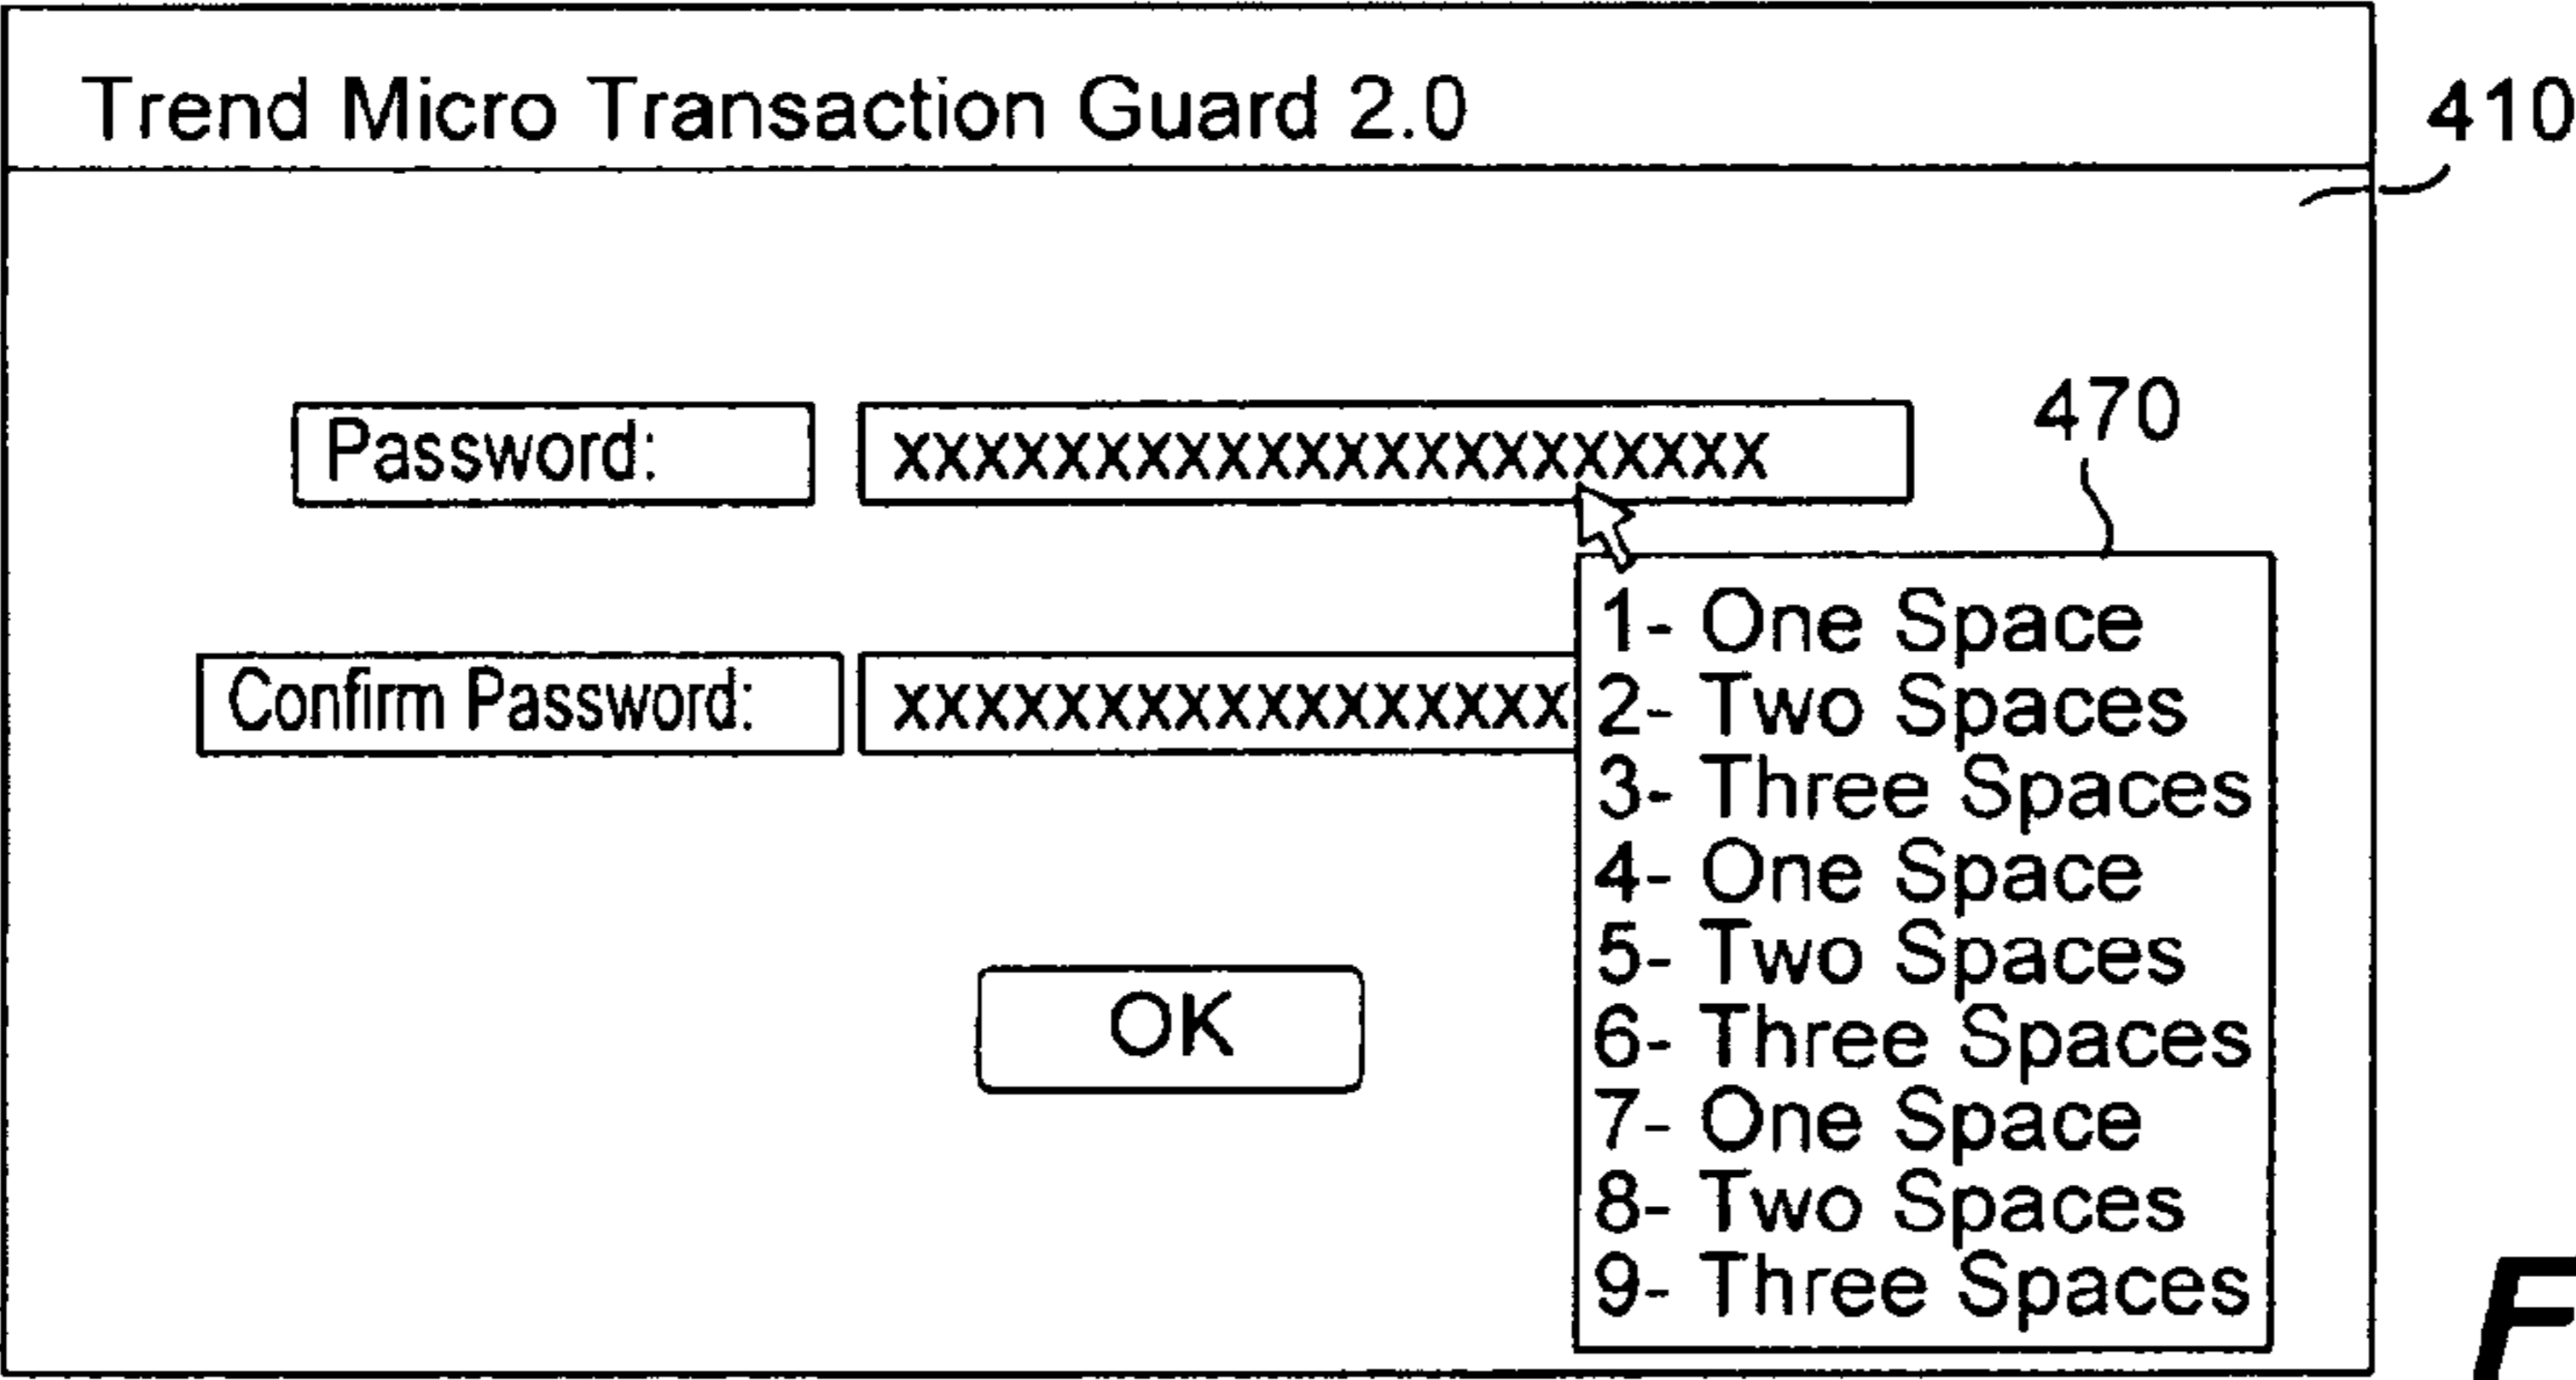 Trend Micro Transaction Guard 2.0
410
Password:
xxxxxxxxxxxxxxxxxxxxxx
470
Confirm Password:
xxxxxxxxxxxxxxxxx
1- One Space
2- Two Spaces
3- Three Spaces
4- One Space
5- Two Spaces
6- Three Spaces
7- One Space
8- Two Spaces
9- Three Spaces
OK
F